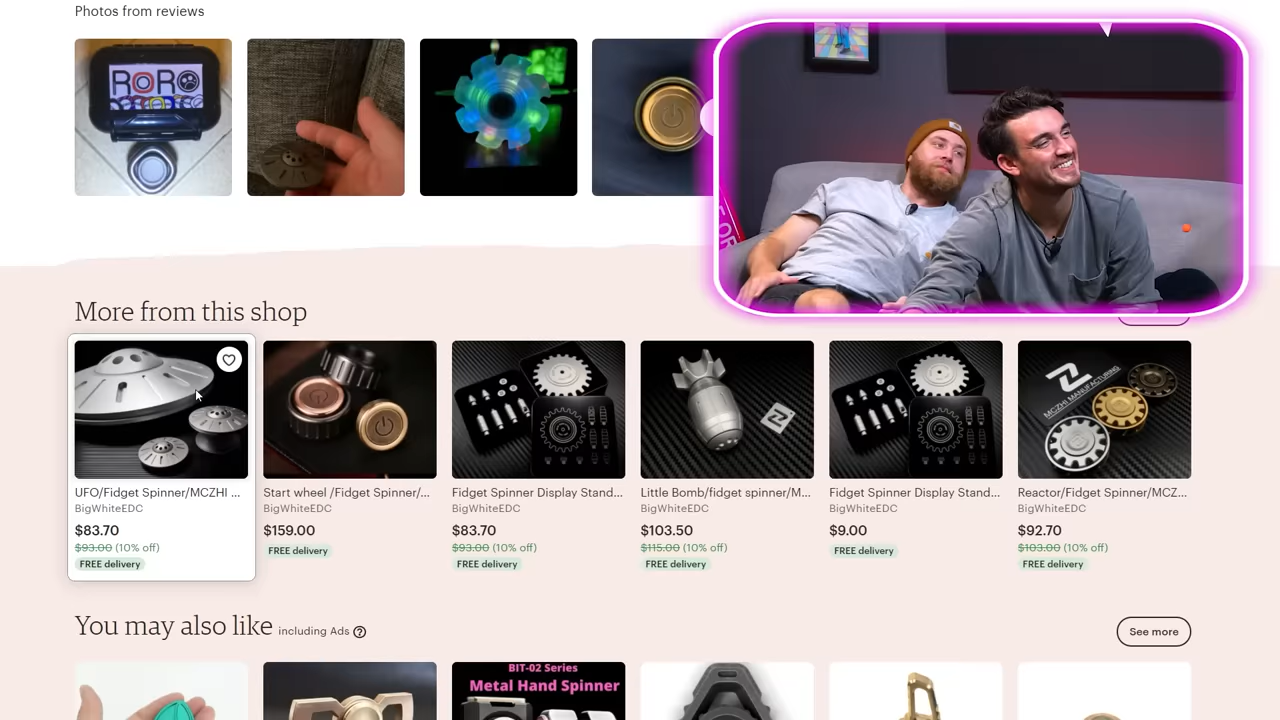 Photos from reviews
RORO
More from this shop
MCZHI MANUFACTURING
UFO/Fidget Spinner/MCZHI ...
BigWhiteEDC
$83.70
$93.00 (10% off)
FREE delivery
Start wheel /Fidget Spinner/...
BigWhiteEDC
$159.00
FREE delivery
Fidget Spinner Display Stand...
BigWhiteEDC
$83.70
$93.00 (10% off)
FREE delivery
Little Bomb/fidget spinner/M...
BigWhiteEDC
$103.50
$115.00 (10% off)
FREE delivery
Fidget Spinner Display Stand...
BigWhiteEDC
$9.00
FREE delivery
Reactor/Fidget Spinner/MCZ...
BigWhiteEDC
$92.70
$103.00 (10% off)
FREE delivery
You may also like including Ads ?
See more
BIT-02 Series
Metal Hand Spinner